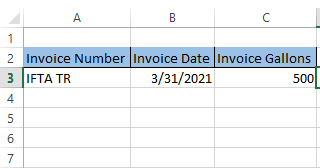 A B C
1
2 Invoice Number Invoice Date Invoice Gallons
3 IFTA TR 3/31/2021 500
4
5
6
7